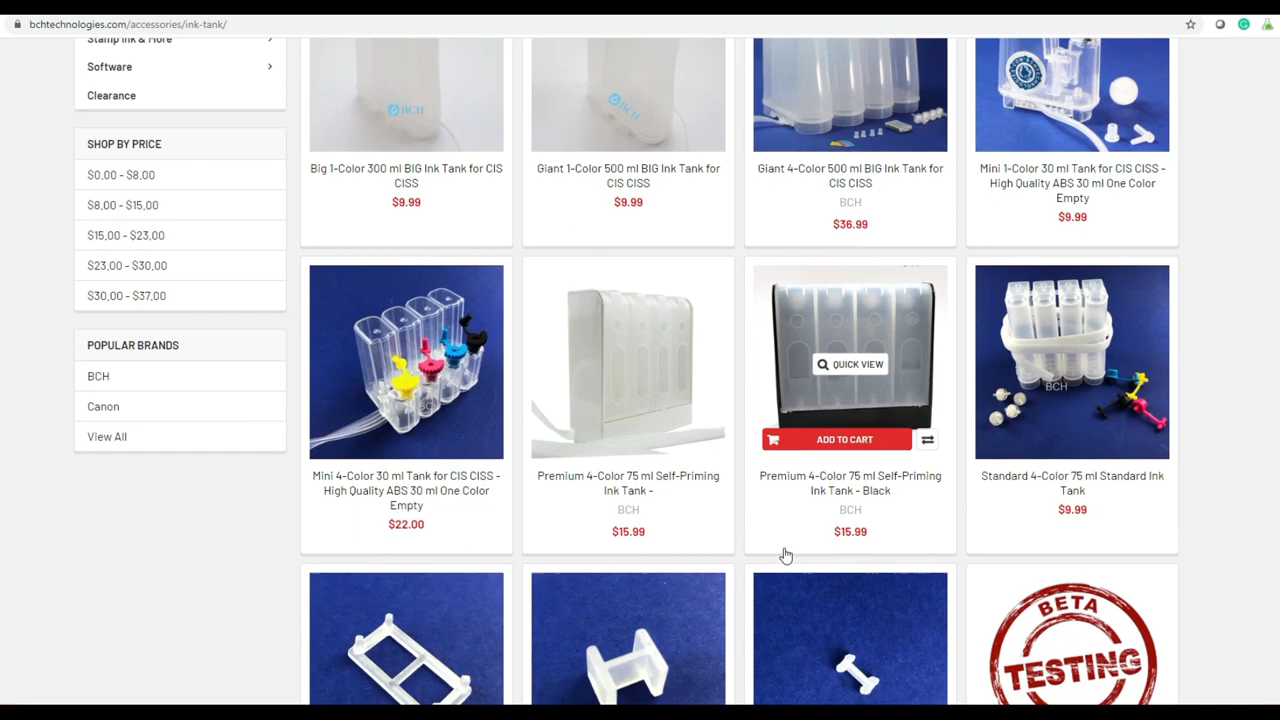 bchtechnologies.com/accessories/ink-tank/
Stamp Ink & More
Software
Clearance
SHOP BY PRICE
$0.00 - $8.00
$8.00 - $15.00
$15.00 - $23.00
$23.00 - $30.00
$30.00 - $37.00
POPULAR BRANDS
BCH
Canon
View All
BCH
Big 1-Color 300 ml BIG Ink Tank for CIS
CISS
$9.99
BCH
Giant 1-Color 500 ml BIG Ink Tank for
CIS CISS
$9.99
Giant 4-Color 500 ml BIG Ink Tank for
CIS CISS
BCH
$36.99
Mini 1-Color 30 ml Tank for CIS CISS -
High Quality ABS 30 ml One Color
Empty
$9.99
BCH
Mini 4-Color 30 ml Tank for CIS CISS -
High Quality ABS 30 ml One Color
Empty
$22.00
Premium 4-Color 75 ml Self-Priming
Ink Tank -
BCH
$15.99
QUICK VIEW
ADD TO CART
Premium 4-Color 75 ml Self-Priming
Ink Tank - Black
BCH
$15.99
BCH
Standard 4-Color 75 ml Standard Ink
Tank
$9.99
BETA
TESTING